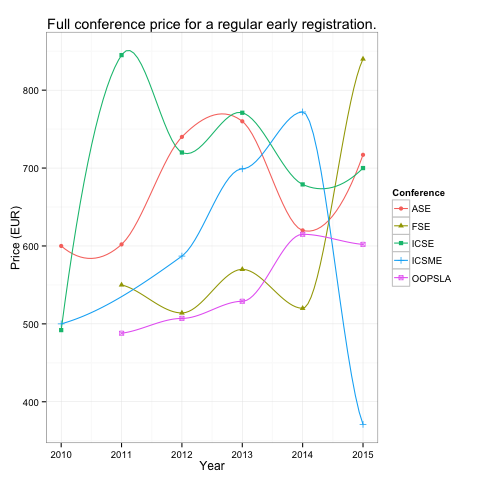 Full conference price for a regular early registration.
Price (EUR)
800
700
600
500
400
2010 2011 2012 2013 2014 2015
Year
Conference
ASE
FSE
ICSE
ICSME
OOPSLA